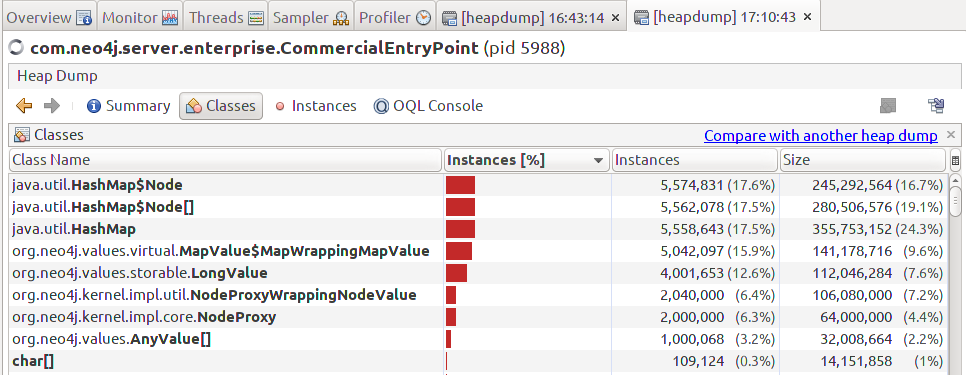 Overview Monitor Threads Sampler Profiler [heapdump] 16:43:14 × [heapdump] 17:10:43 ×
com.neo4j.server.enterprise.CommercialEntryPoint (pid 5988)
Heap Dump
Summary Classes Instances OQL Console
Classes Compare with another heap dump ×
Class Name Instances [%] Instances Size
java.util.HashMap$Node 5,574,831 (17.6%) 245,292,564 (16.7%)
java.util.HashMap$Node[] 5,562,078 (17.5%) 280,506,576 (19.1%)
java.util.HashMap 5,558,643 (17.5%) 355,753,152 (24.3%)
org.neo4j.values.virtual.MapValue$MapWrappingMapValue 5,042,097 (15.9%) 141,178,716 (9.6%)
org.neo4j.values.storable.LongValue 4,001,653 (12.6%) 112,046,284 (7.6%)
org.neo4j.kernel.impl.util.NodeProxyWrappingNodeValue 2,040,000 (6.4%) 106,080,000 (7.2%)
org.neo4j.kernel.impl.core.NodeProxy 2,000,000 (6.3%) 64,000,000 (4.4%)
org.neo4j.values.AnyValue[] 1,000,068 (3.2%) 32,008,664 (2.2%)
char[] 109,124 (0.3%) 14,151,858 (1%)